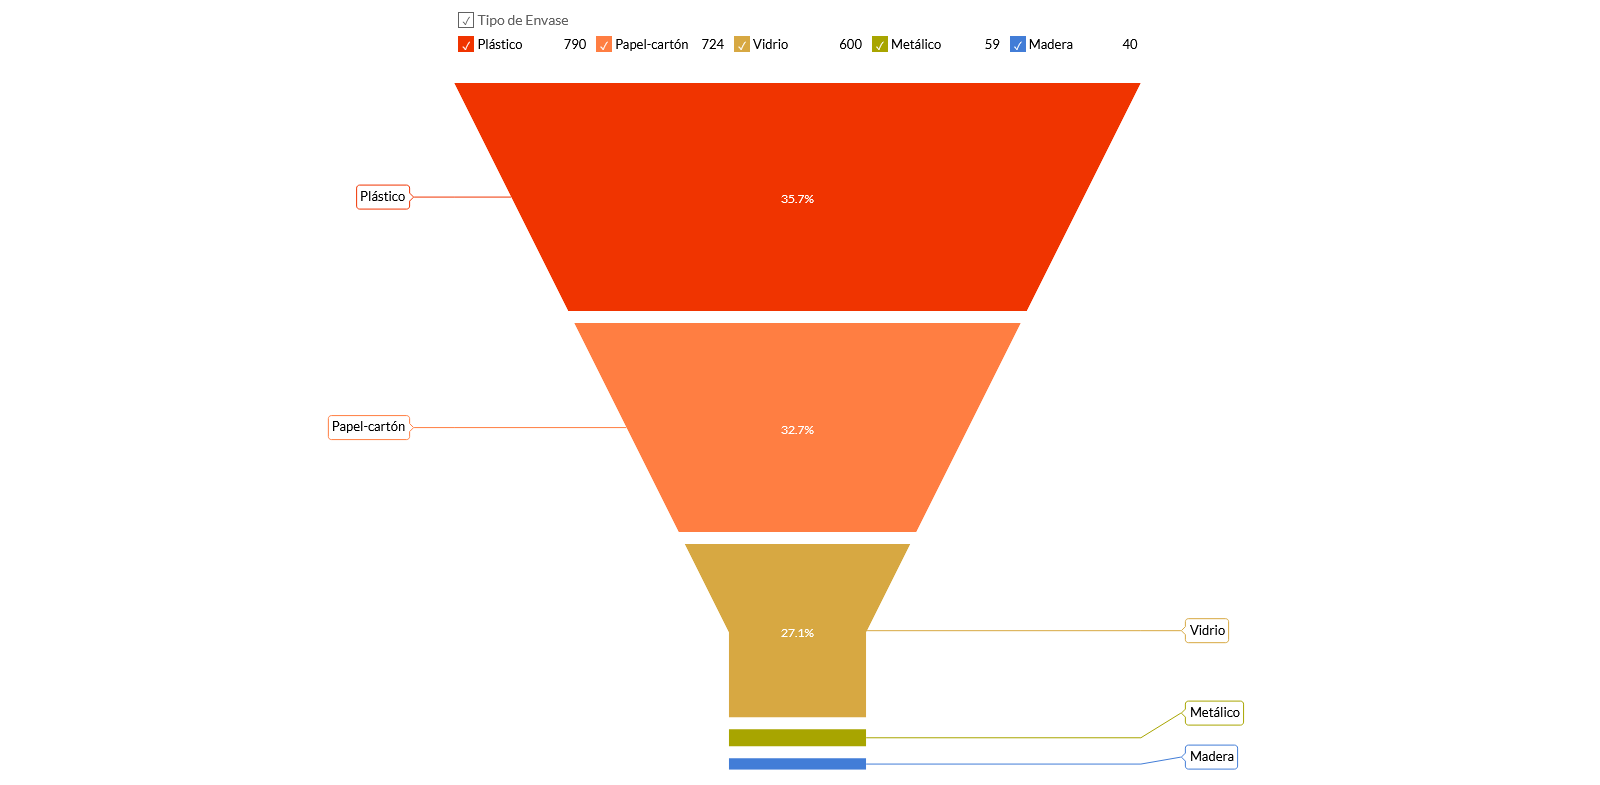 Tipo de Envase
Plástico 790 Papel-cartón 724 Vidrio 600 Metálico 59 Madera 40
Plástico
35.7%
Papel-cartón
32.7%
Vidrio
27.1%
Metálico
Madera